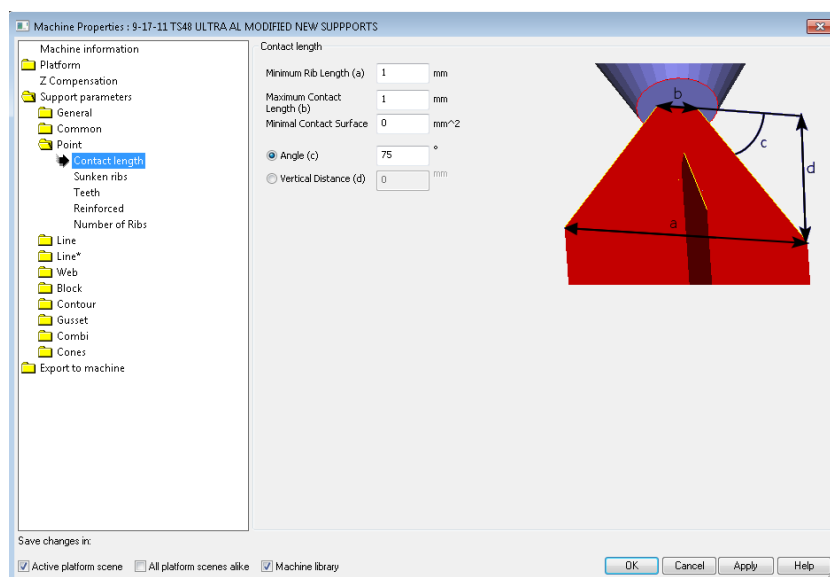 Machine Properties : 9-17-11 TS48 ULTRA AL MODIFIED NEW SUPPPORTS
Machine information
Platform
Z Compensation
Support parameters
General
Common
Point
Contact length
Sunken ribs
Teeth
Reinforced
Number of Ribs
Line
Line*
Web
Block
Contour
Gusset
Combi
Cones
Export to machine
Contact length
Minimum Rib Length (a) 1 mm
Maximum Contact
Length (b) 1 mm
Minimal Contact Surface 0 mm^2
Angle (c) 75 °
Vertical Distance (d) 0 mm
b
c
d
a
Save changes in:
Active platform scene All platform scenes alike Machine library
OK Cancel Apply Help